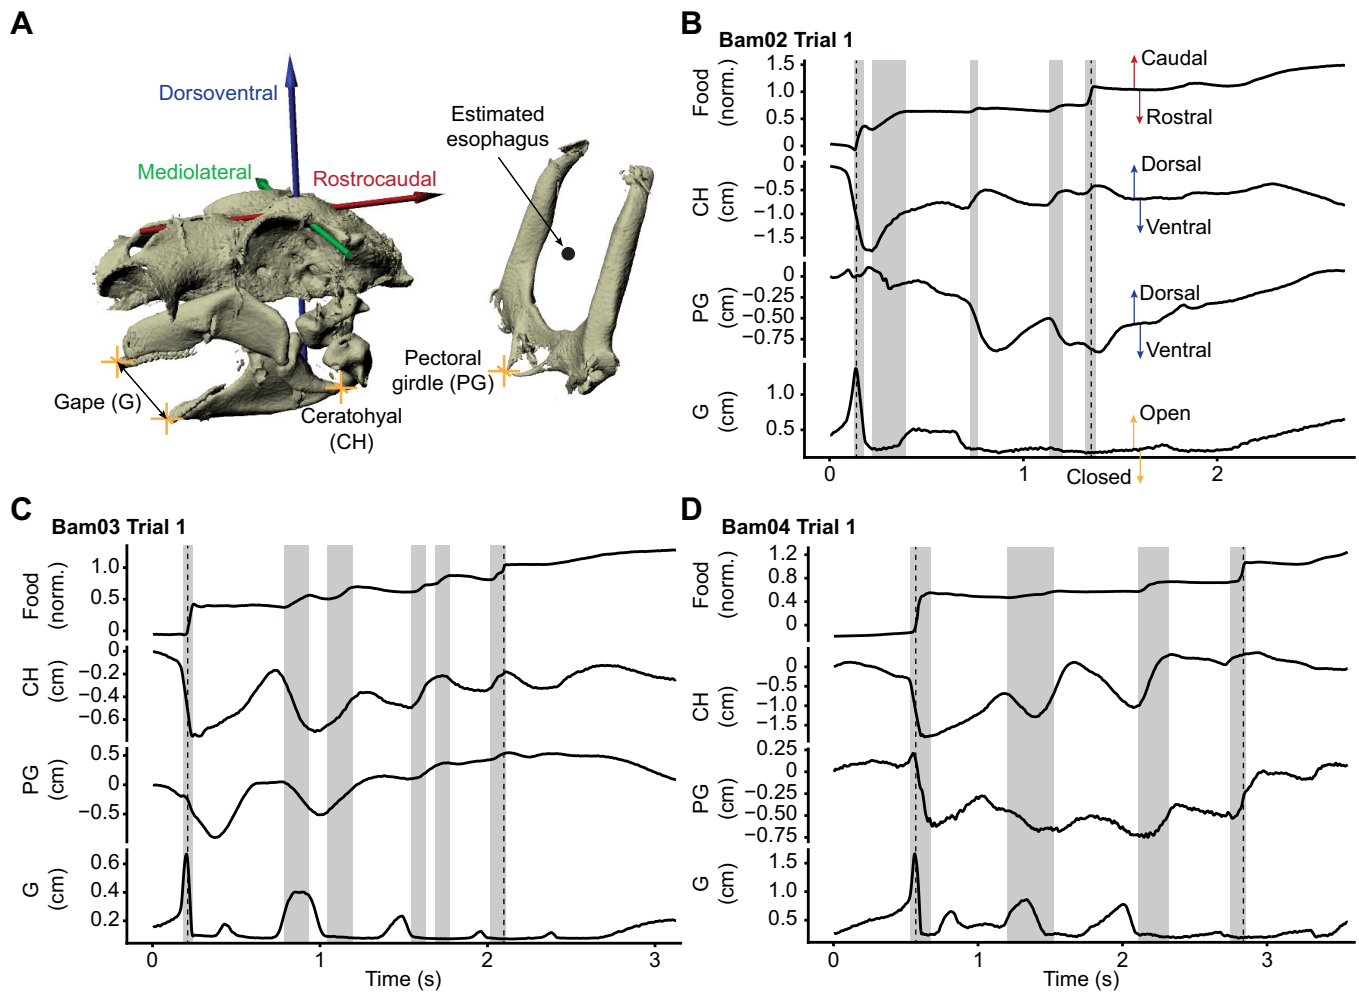 A
Dorsoventral
Mediolateral
Rostrocaudal
Estimated
esophagus
Gape (G)
Ceratohyal
(CH)
Pectoral
girdle (PG)
B
Bam02 Trial 1
Food
(norm.)
1.5
1.0
0.5
0
Caudal
Rostral
CH
(cm)
0
−0.5
−1.0
−1.5
Dorsal
Ventral
PG
(cm)
0
−0.25
−0.50
−0.75
Dorsal
Ventral
G
(cm)
1.0
0.5
Open
Closed
0
1
2
C
Bam03 Trial 1
Food
(norm.)
1.0
0.5
0
CH
(cm)
0
−0.2
−0.4
−0.6
PG
(cm)
0.5
0
−0.5
G
(cm)
0.6
0.4
0.2
0
1
2
3
Time (s)
D
Bam04 Trial 1
Food
(norm.)
1.2
0.8
0.4
0
CH
(cm)
0
−0.5
−1.0
−1.5
PG
(cm)
0.25
0
−0.25
−0.50
−0.75
G
(cm)
1.5
1.0
0.5
0
1
2
3
Time (s)